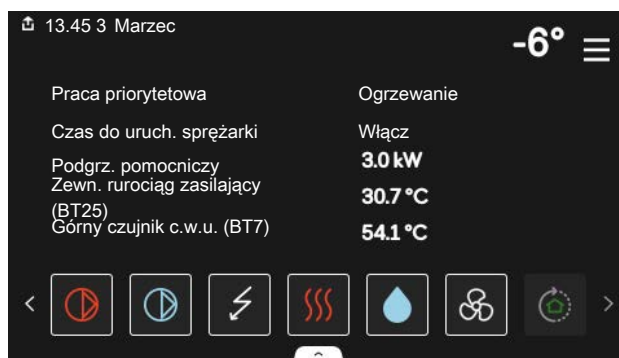 13.45 3 Marzec
-6°
Praca priorytetowa Ogrzewanie
Czas do uruch. sprężarki Włącz
Podgrz. pomocniczy 3.0 kW
Zewn. rurociąg zasilający
(BT25) 30.7 °C
Górny czujnik c.w.u. (BT7) 54.1 °C